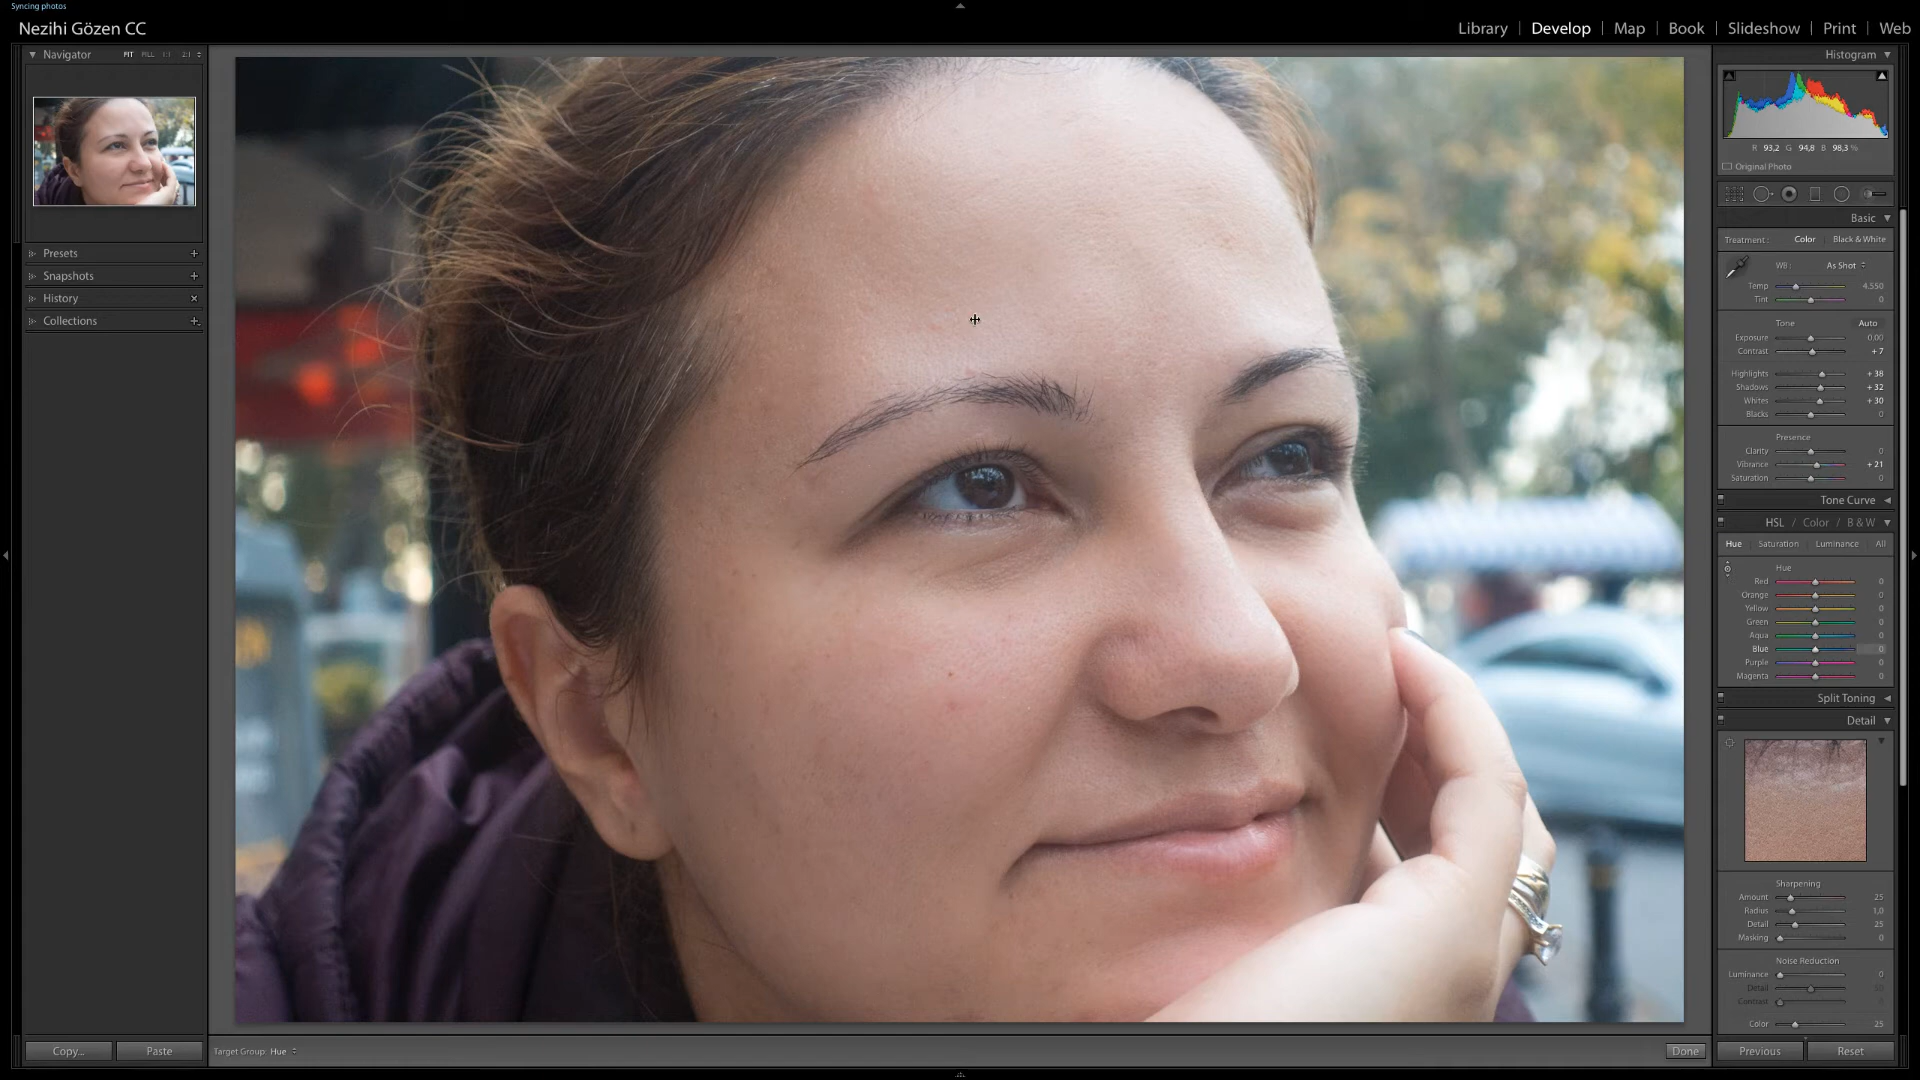 Syncing photos
Nezihi Gözen CC
Library | Develop | Map | Book | Slideshow | Print | Web
Navigator FIT FILL 1:1 2:1
Presets
Snapshots
History
Collections
Copy... Paste
Target Group: Hue Done
Histogram
R 93,2 G 94,8 B 98,3 %
Original Photo
Basic
Treatment: Color Black & White
WB: As Shot
Temp 4.550
Tint 0
Tone Auto
Exposure 0,00
Contrast +7
Highlights +38
Shadows +32
Whites +30
Blacks 0
Presence
Clarity 0
Vibrance +21
Saturation 0
Tone Curve
HSL / Color / B & W
Hue Saturation Luminance All
Hue
Red 0
Orange 0
Yellow 0
Green 0
Aqua 0
Blue 0
Purple 0
Magenta 0
Split Toning
Detail
Sharpening
Amount 25
Radius 1,0
Detail 25
Masking 0
Noise Reduction
Luminance 0
Detail
Contrast
Color 25
Previous Reset